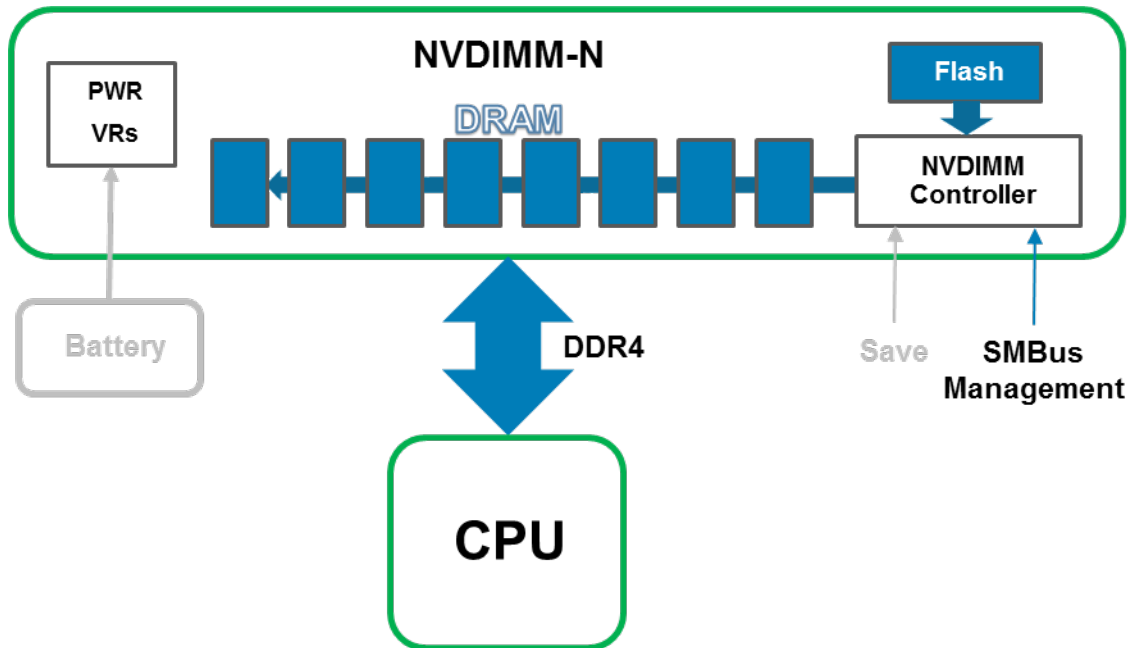 NVDIMM-N
PWR
VRs
DRAM
Flash
NVDIMM
Controller
Battery
DDR4
Save
SMBus
Management
CPU